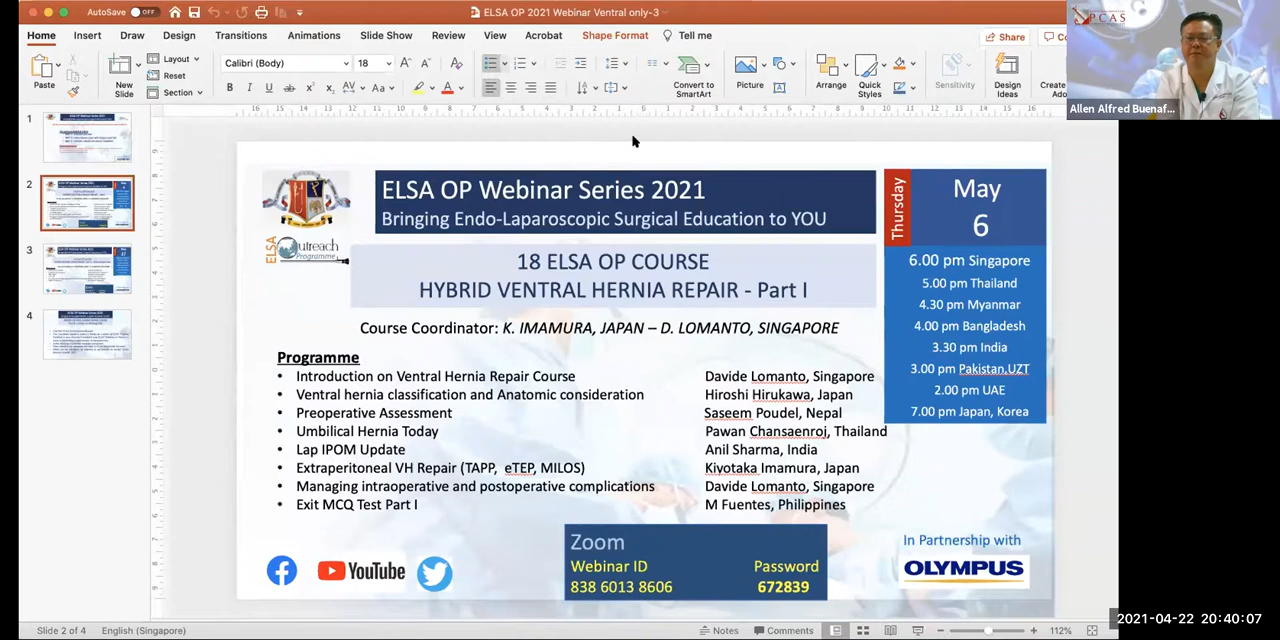 AutoSave OFF
ELSA OP 2021 Webinar Ventral only-3
Home Insert Draw Design Transitions Animations Slide Show Review View Acrobat Shape Format Tell me
Share
Paste
New Slide
Layout
Reset
Section
Calibri (Body) 18
Convert to SmartArt
Picture
Arrange
Quick Styles
Sensitivity
Design Ideas
PCAS
Allen Alfred Buenaf...
1
2
3
4
ELSA OP Webinar Series 2021
Bringing Endo-Laparoscopic Surgical Education to YOU
ELSA Outreach Programme
18 ELSA OP COURSE
HYBRID VENTRAL HERNIA REPAIR - Part I
Thursday
May
6
6.00 pm Singapore
5.00 pm Thailand
4.30 pm Myanmar
4.00 pm Bangladesh
3.30 pm India
3.00 pm Pakistan,UZT
2.00 pm UAE
7.00 pm Japan, Korea
Course Coordinator: K. IMAMURA, JAPAN – D. LOMANTO, SINGAPORE
Programme
• Introduction on Ventral Hernia Repair Course Davide Lomanto, Singapore
• Ventral hernia classification and Anatomic consideration Hiroshi Hirukawa, Japan
• Preoperative Assessment Saseem Poudel, Nepal
• Umbilical Hernia Today Pawan Chansaenroj, Thailand
• Lap IPOM Update Anil Sharma, India
• Extraperitoneal VH Repair (TAPP, eTEP, MILOS) Kiyotaka Imamura, Japan
• Managing intraoperative and postoperative complications Davide Lomanto, Singapore
• Exit MCQ Test Part I M Fuentes, Philippines
YouTube
Zoom
Webinar ID Password
838 6013 8606 672839
In Partnership with
OLYMPUS
Slide 2 of 4 English (Singapore)
Notes Comments 112%
2021-04-22 20:40:07